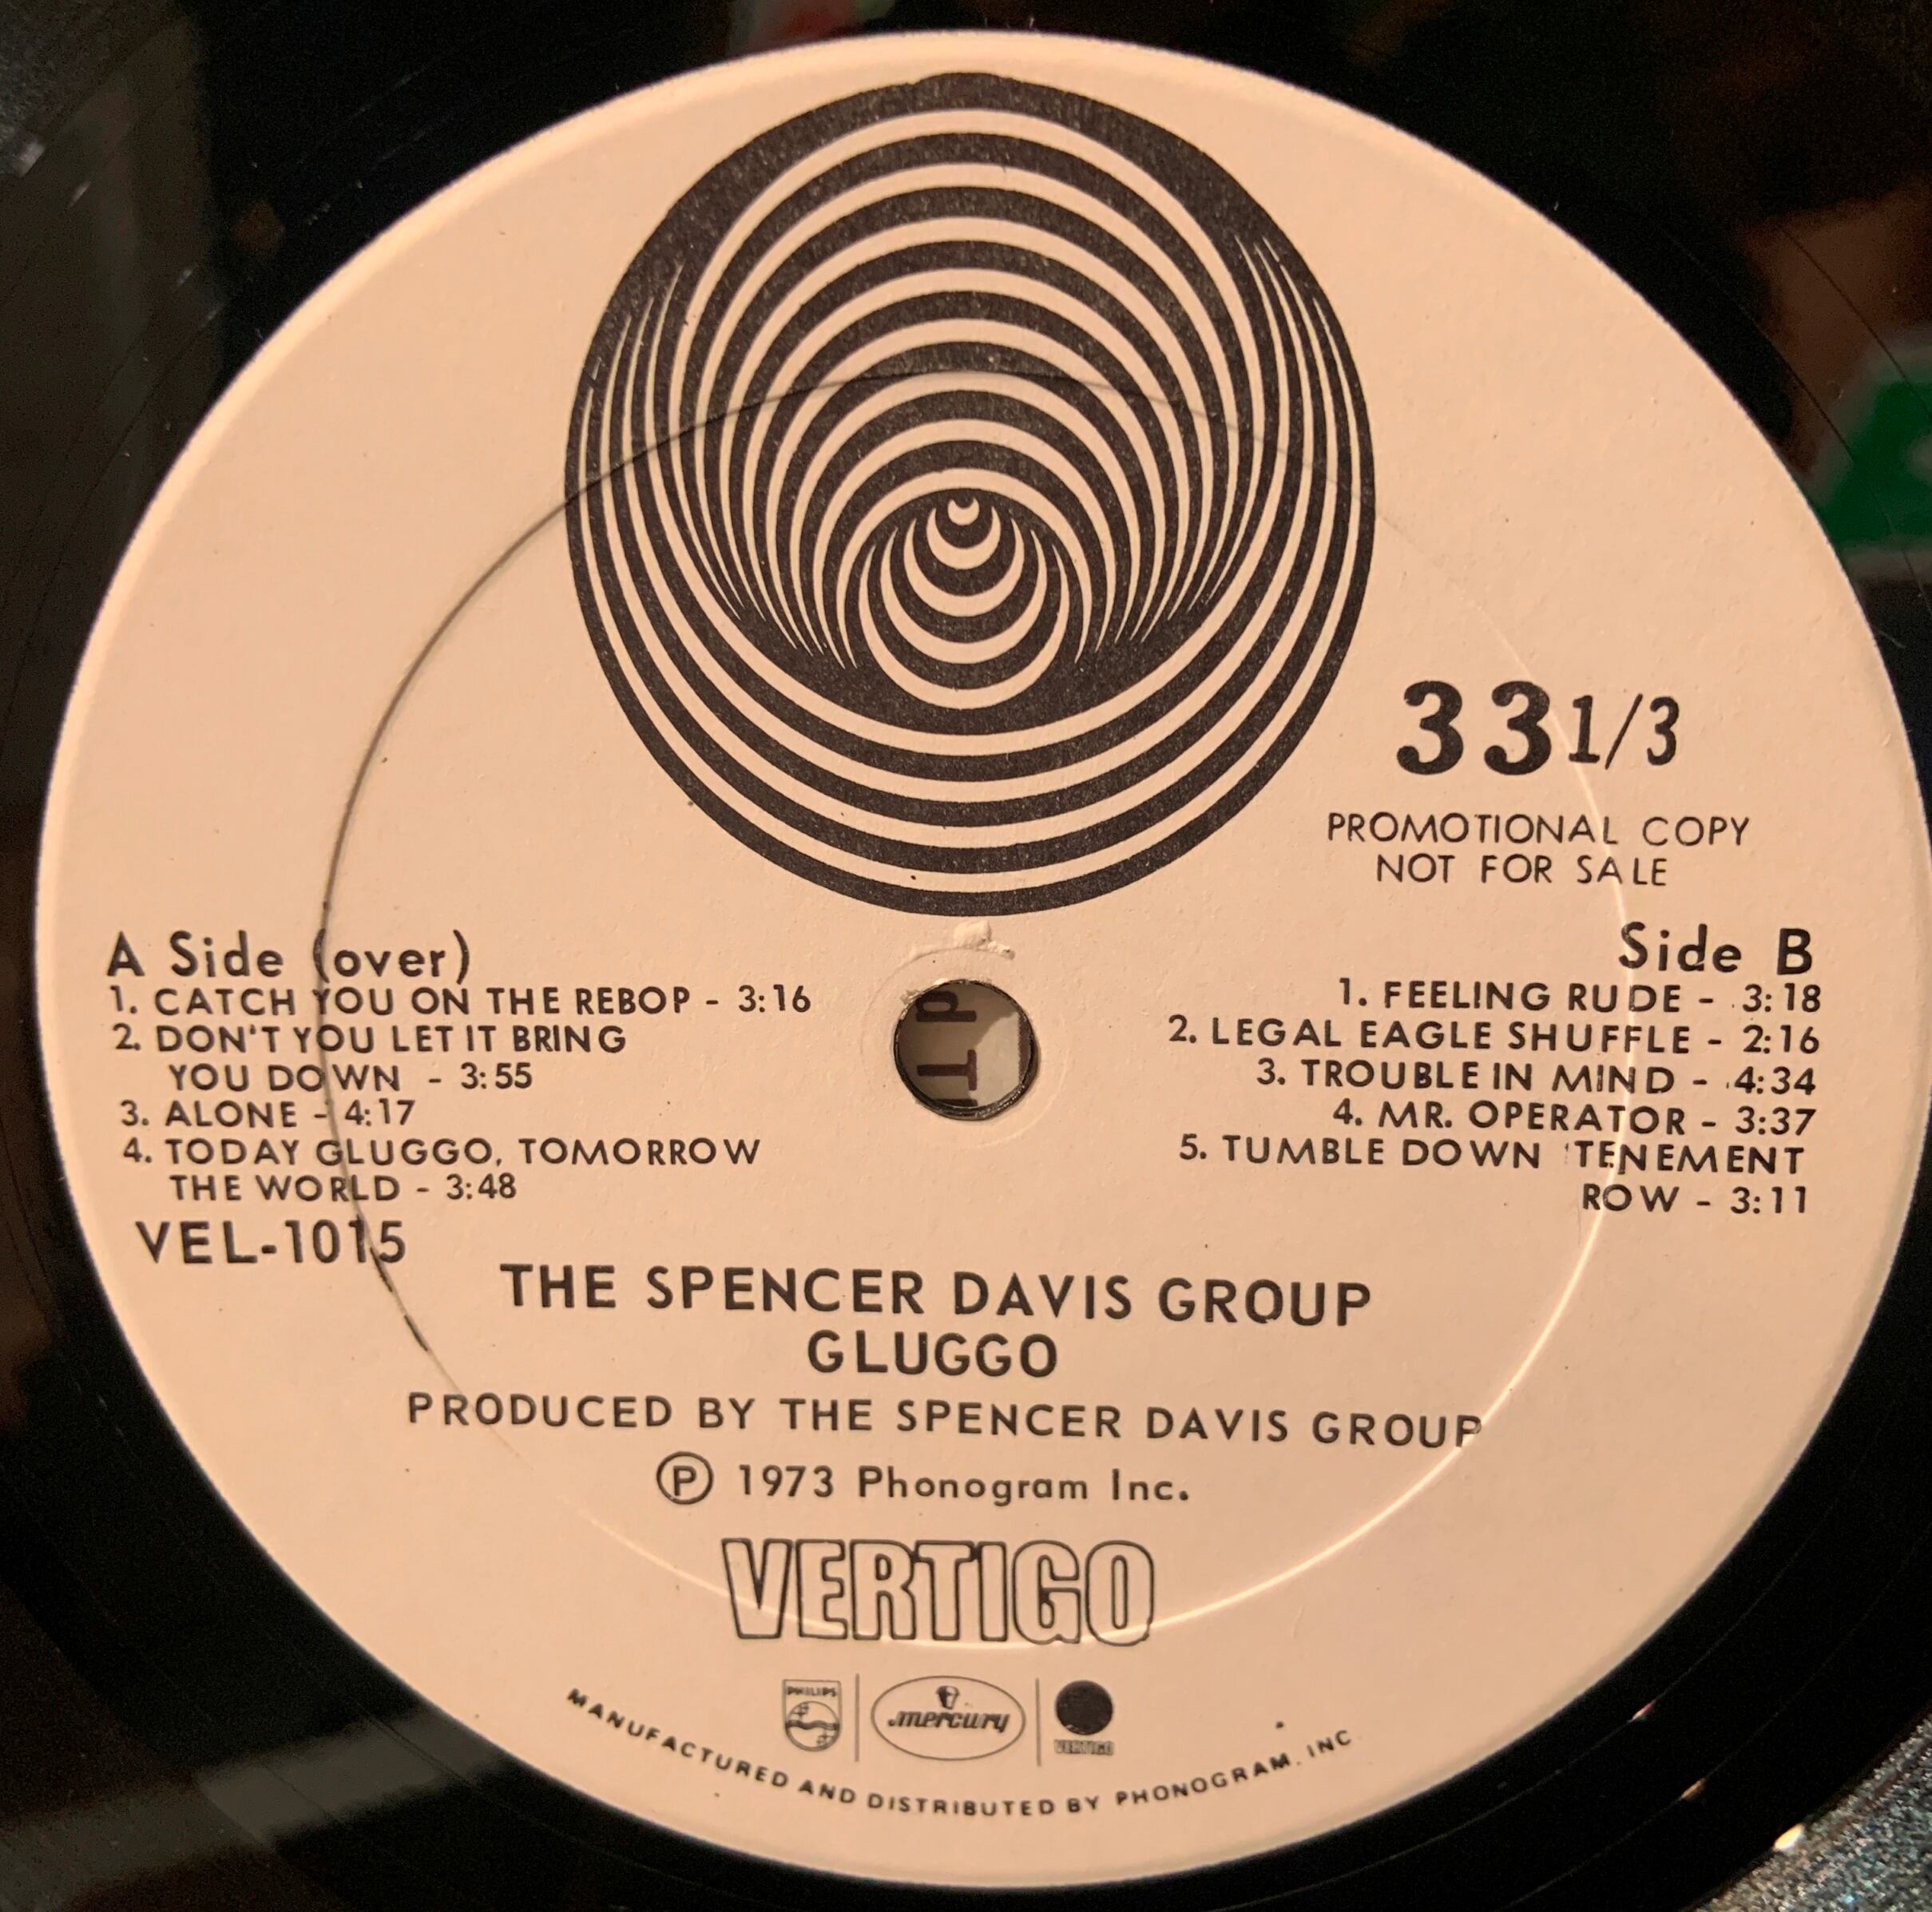 33 1/3
PROMOTIONAL COPY
NOT FOR SALE
A Side (over)
1. CATCH YOU ON THE REBOP - 3:16
2. DON'T YOU LET IT BRING
YOU DOWN - 3:55
3. ALONE - 4:17
4. TODAY GLUGGO, TOMORROW
THE WORLD - 3:48
VEL-1015
Side B
1. FEELING RUDE - 3:18
2. LEGAL EAGLE SHUFFLE - 2:16
3. TROUBLE IN MIND - 4:34
4. MR. OPERATOR - 3:37
5. TUMBLE DOWN TENEMENT
ROW - 3:11
THE SPENCER DAVIS GROUP
GLUGGO
PRODUCED BY THE SPENCER DAVIS GROUP
Ⓟ 1973 Phonogram Inc.
VERTIGO
PHILIPS
mercury
VERTIGO
MANUFACTURED AND DISTRIBUTED BY PHONOGRAM, INC